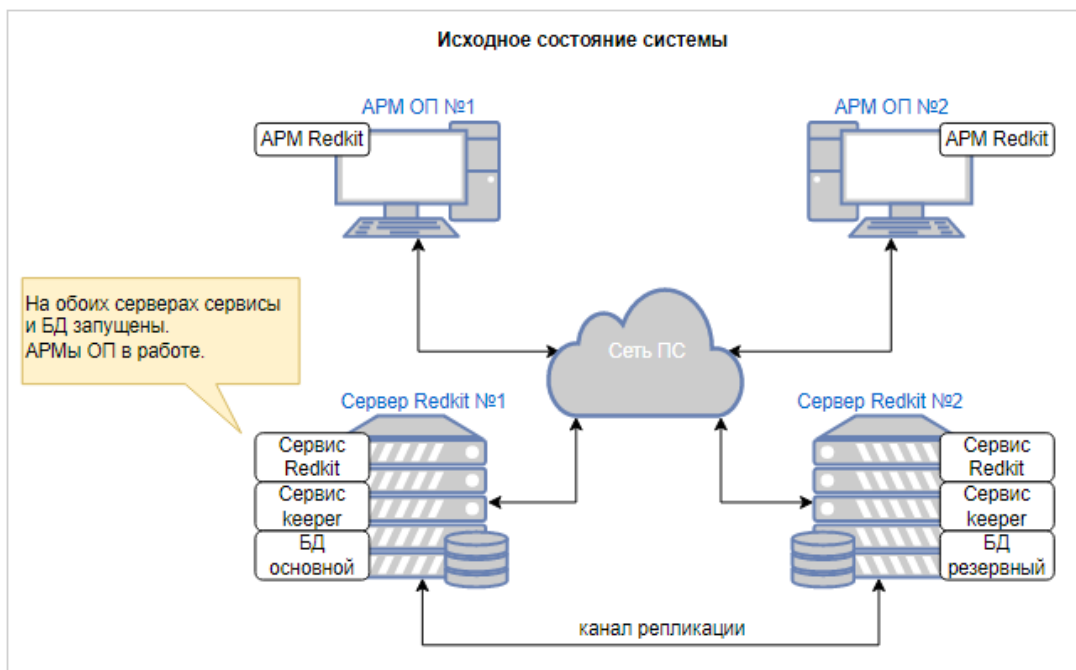 Исходное состояние системы
АРМ ОП №1
АРМ ОП №2
АРМ Redkit
АРМ Redkit
На обоих серверах сервисы
и БД запущены.
АРМы ОП в работе.
Сеть ПС
Сервер Redkit №1
Сервер Redkit №2
Сервис
Redkit
Сервис
keeper
БД
основной
Сервис
Redkit
Сервис
keeper
БД
резервный
канал репликации